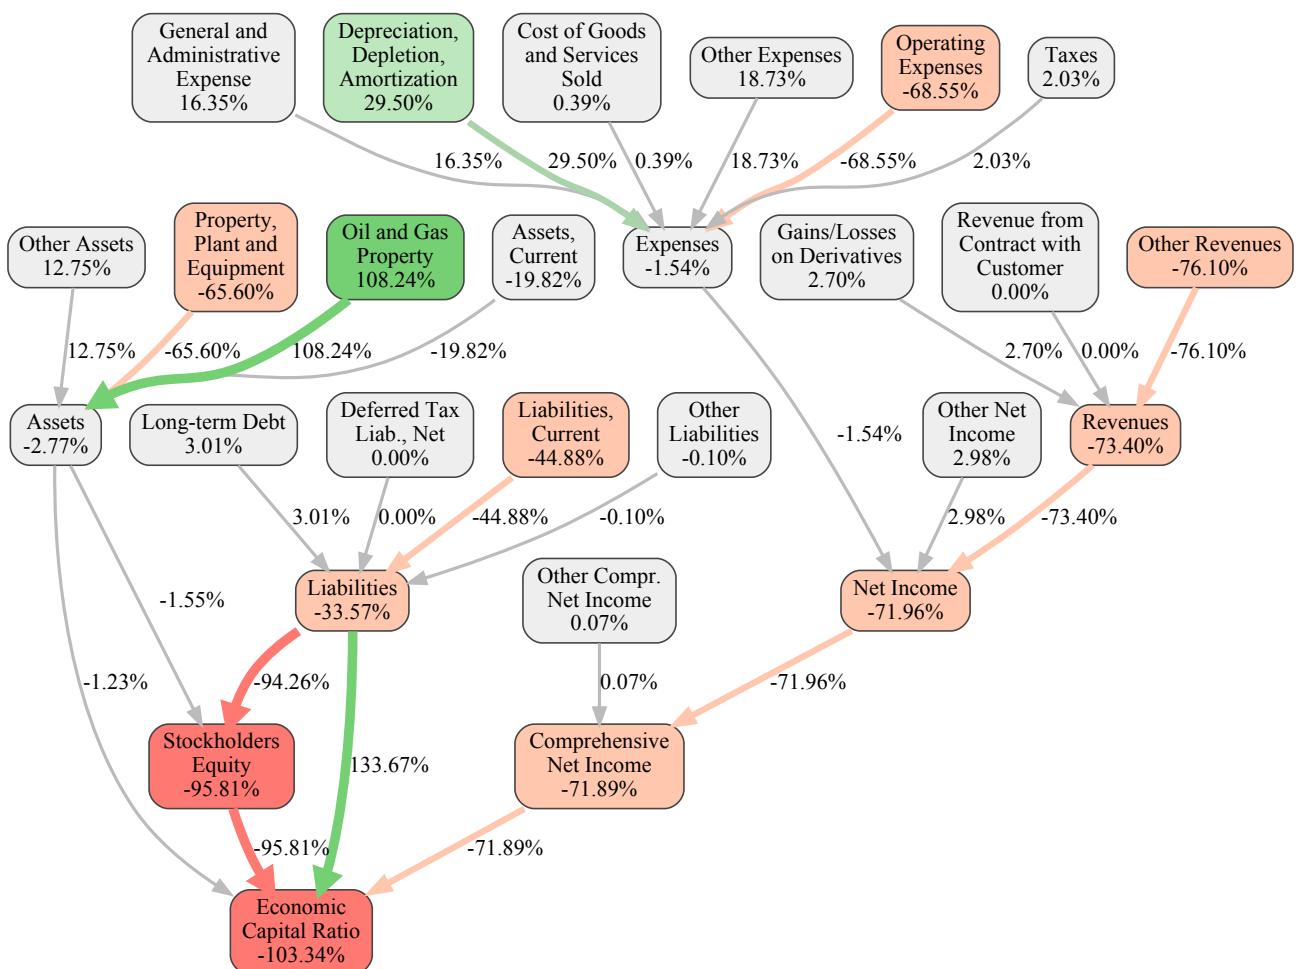 General and
Administrative
Expense
16.35%
Depreciation,
Depletion,
Amortization
29.50%
Cost of Goods
and Services
Sold
0.39%
Other Expenses
18.73%
Operating
Expenses
-68.55%
Taxes
2.03%
16.35%
29.50%
0.39%
18.73%
-68.55%
2.03%
Other Assets
12.75%
Property,
Plant and
Equipment
-65.60%
Oil and Gas
Property
108.24%
Assets,
Current
-19.82%
Expenses
-1.54%
Gains/Losses
on Derivatives
2.70%
Revenue from
Contract with
Customer
0.00%
Other Revenues
-76.10%
12.75%
-65.60%
108.24%
-19.82%
2.70%
0.00%
-76.10%
Assets
-2.77%
Long-term Debt
3.01%
Deferred Tax
Liab., Net
0.00%
Liabilities,
Current
-44.88%
Other
Liabilities
-0.10%
-1.54%
Other Net
Income
2.98%
Revenues
-73.40%
3.01%
0.00%
-44.88%
-0.10%
2.98%
-73.40%
-1.55%
Liabilities
-33.57%
Other Compr.
Net Income
0.07%
Net Income
-71.96%
-1.23%
-94.26%
0.07%
-71.96%
Stockholders
Equity
-95.81%
133.67%
Comprehensive
Net Income
-71.89%
-95.81%
-71.89%
Economic
Capital Ratio
-103.34%